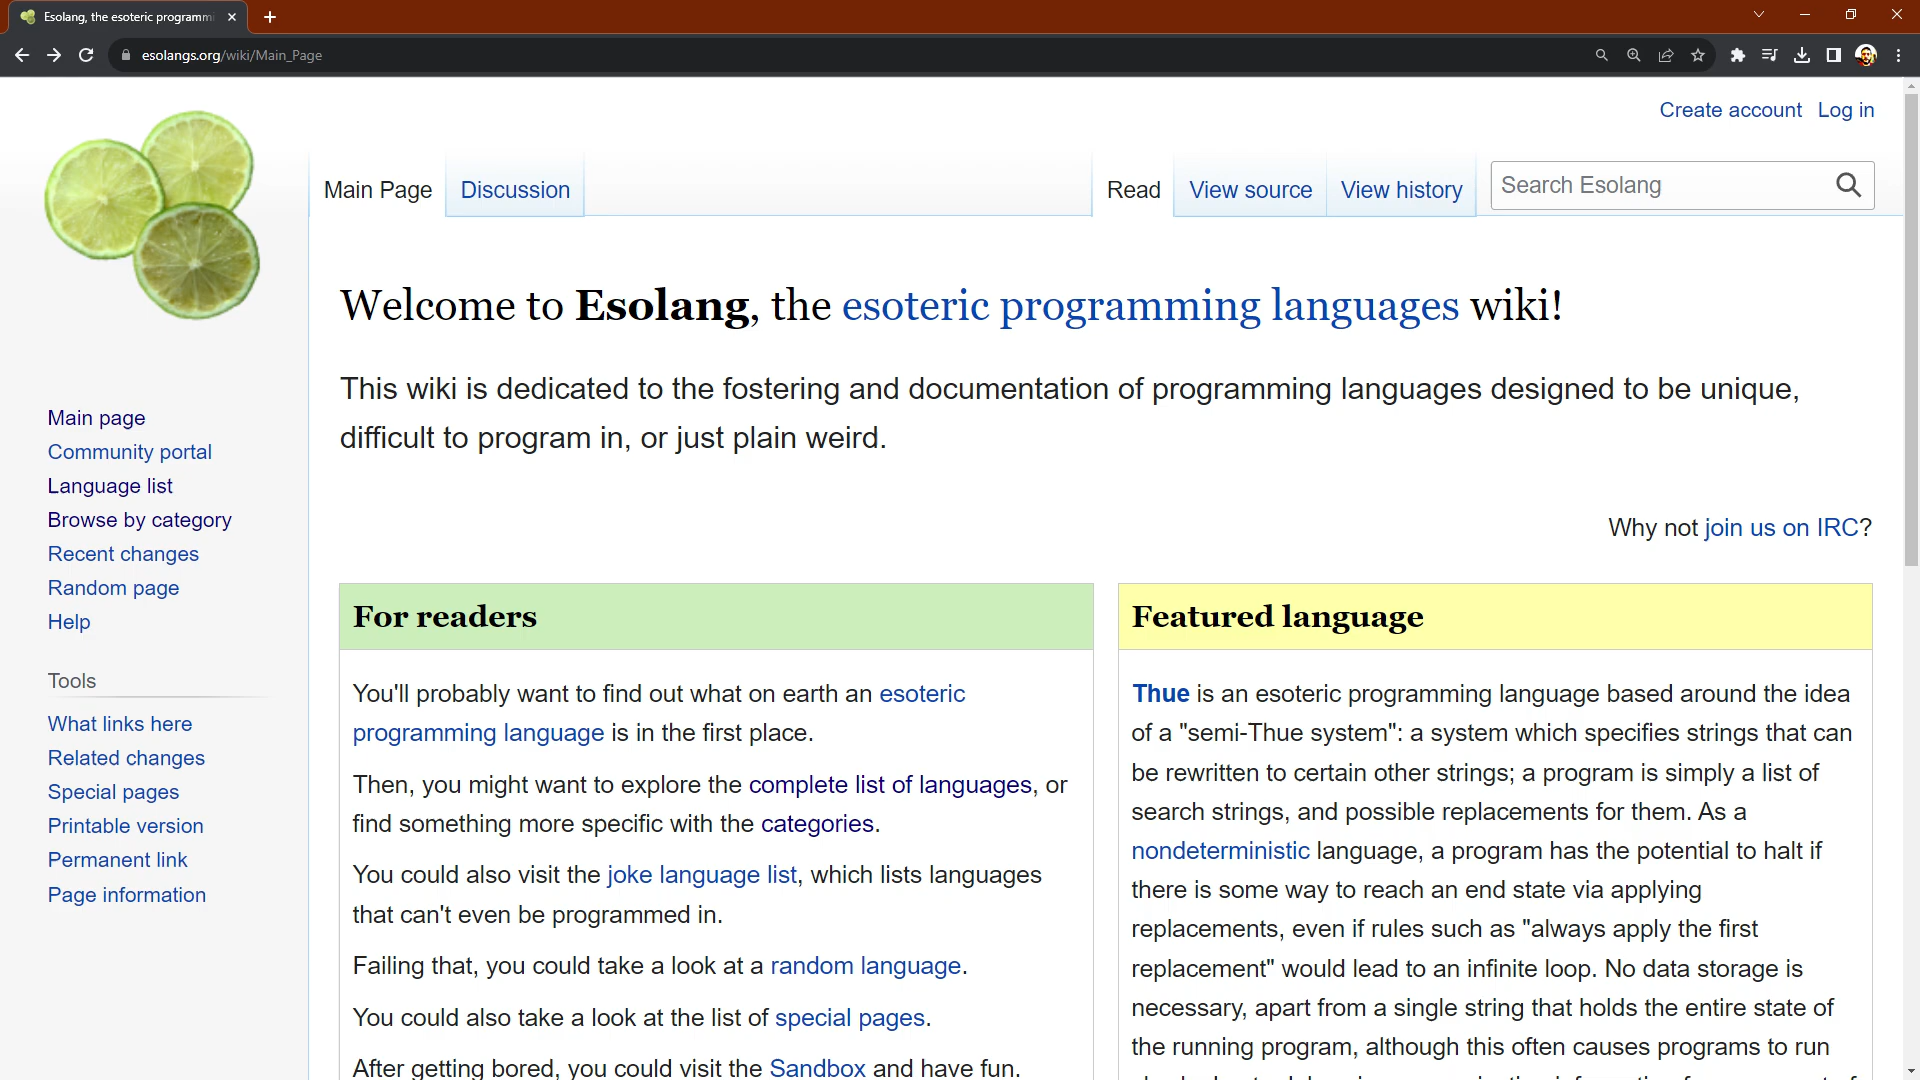 Esolang, the esoteric programmi
esolangs.org/wiki/Main_Page
Create account Log in
Main Page Discussion Read View source View history Search Esolang
Welcome to Esolang, the esoteric programming languages wiki!
This wiki is dedicated to the fostering and documentation of programming languages designed to be unique,
difficult to program in, or just plain weird.
Why not join us on IRC?
Main page
Community portal
Language list
Browse by category
Recent changes
Random page
Help
Tools
What links here
Related changes
Special pages
Printable version
Permanent link
Page information
For readers
You'll probably want to find out what on earth an esoteric
programming language is in the first place.
Then, you might want to explore the complete list of languages, or
find something more specific with the categories.
You could also visit the joke language list, which lists languages
that can't even be programmed in.
Failing that, you could take a look at a random language.
You could also take a look at the list of special pages.
After getting bored, you could visit the Sandbox and have fun.
Featured language
Thue is an esoteric programming language based around the idea
of a "semi-Thue system": a system which specifies strings that can
be rewritten to certain other strings; a program is simply a list of
search strings, and possible replacements for them. As a
nondeterministic language, a program has the potential to halt if
there is some way to reach an end state via applying
replacements, even if rules such as "always apply the first
replacement" would lead to an infinite loop. No data storage is
necessary, apart from a single string that holds the entire state of
the running program, although this often causes programs to run